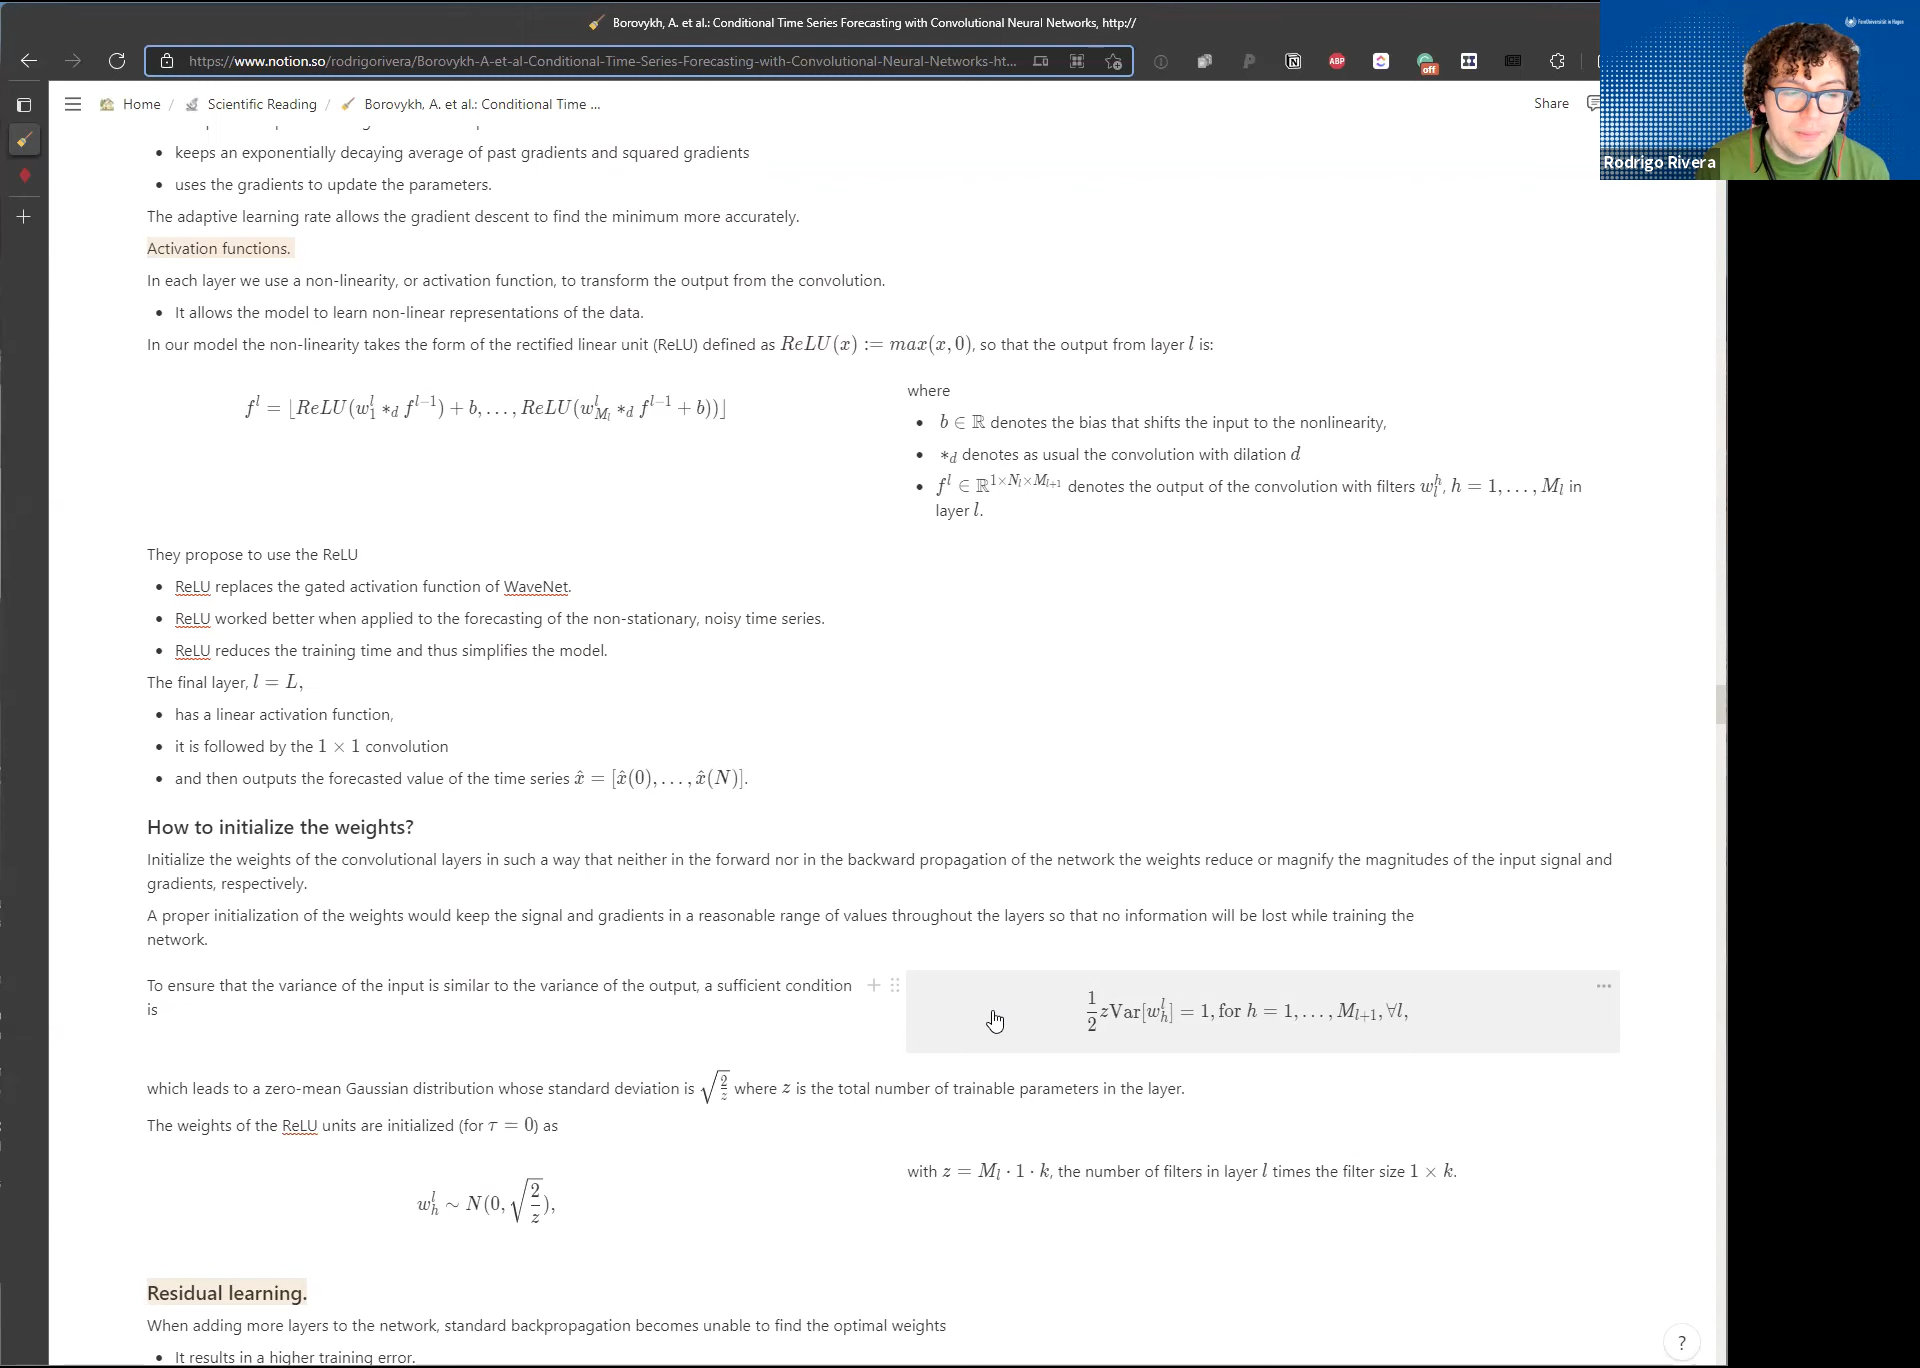 Borovykh, A. et al.: Conditional Time Series Forecasting with Convolutional Neural Networks, http://
https://www.notion.so/rodrigorivera/Borovykh-A-et-al-Conditional-Time-Series-Forecasting-with-Convolutional-Neural-Networks-ht...
ABP
off
Home / Scientific Reading / Borovykh, A. et al.: Conditional Time ...
Share
Rodrigo Rivera
• keeps an exponentially decaying average of past gradients and squared gradients
• uses the gradients to update the parameters.
The adaptive learning rate allows the gradient descent to find the minimum more accurately.
Activation functions.
In each layer we use a non-linearity, or activation function, to transform the output from the convolution.
• It allows the model to learn non-linear representations of the data.
In our model the non-linearity takes the form of the rectified linear unit (ReLU) defined as ReLU(x) := max(x, 0), so that the output from layer l is:
f^l = ⌊ReLU(w_1^l *_d f^{l-1}) + b, ..., ReLU(w_{M_l}^l *_d f^{l-1} + b))⌋
where
• b ∈ ℝ denotes the bias that shifts the input to the nonlinearity,
• *_d denotes as usual the convolution with dilation d
• f^l ∈ ℝ^{1×N_l×M_{l+1}} denotes the output of the convolution with filters w_l^h, h = 1, ..., M_l in
layer l.
They propose to use the ReLU
• ReLU replaces the gated activation function of WaveNet.
• ReLU worked better when applied to the forecasting of the non-stationary, noisy time series.
• ReLU reduces the training time and thus simplifies the model.
The final layer, l = L,
• has a linear activation function,
• it is followed by the 1 × 1 convolution
• and then outputs the forecasted value of the time series x̂ = [x̂(0), ..., x̂(N)].
How to initialize the weights?
Initialize the weights of the convolutional layers in such a way that neither in the forward nor in the backward propagation of the network the weights reduce or magnify the magnitudes of the input signal and
gradients, respectively.
A proper initialization of the weights would keep the signal and gradients in a reasonable range of values throughout the layers so that no information will be lost while training the
network.
To ensure that the variance of the input is similar to the variance of the output, a sufficient condition
is
\frac{1}{2} zVar[w_h^l] = 1, for h = 1, ..., M_{l+1}, ∀l,
which leads to a zero-mean Gaussian distribution whose standard deviation is \sqrt{\frac{2}{z}} where z is the total number of trainable parameters in the layer.
The weights of the ReLU units are initialized (for τ = 0) as
w_h^l ∼ N(0, \sqrt{\frac{2}{z}}),
with z = M_l · 1 · k, the number of filters in layer l times the filter size 1 × k.
Residual learning.
When adding more layers to the network, standard backpropagation becomes unable to find the optimal weights
• It results in a higher training error.
?